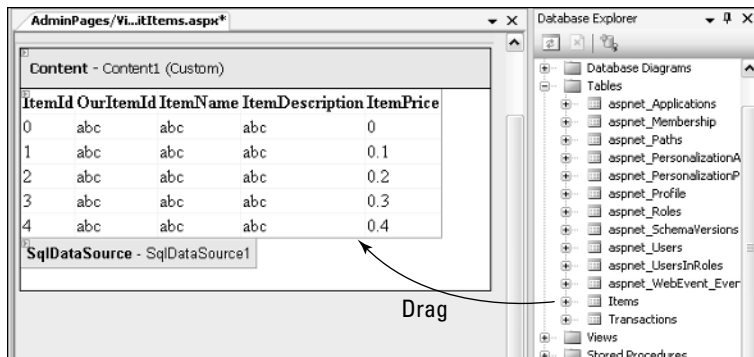 AdminPages/Vi...itItems.aspx*
Content - Content1 (Custom)
ItemId OurItemId ItemName ItemDescription ItemPrice
0 abc abc abc 0
1 abc abc abc 0.1
2 abc abc abc 0.2
3 abc abc abc 0.3
4 abc abc abc 0.4
SqlDataSource - SqlDataSource1
Drag
Database Explorer
Database Diagrams
Tables
aspnet_Applications
aspnet_Membership
aspnet_Paths
aspnet_PersonalizationA
aspnet_PersonalizationP
aspnet_Profile
aspnet_Roles
aspnet_SchemaVersions
aspnet_Users
aspnet_UsersInRoles
aspnet_WebEvent_Ever
Items
Transactions
Views
Stored Procedures